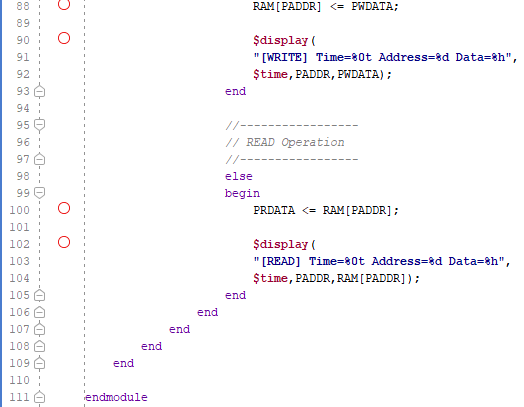 88 RAM[PADDR] <= PWDATA;
89
90 $display(
91 "[WRITE] Time=%0t Address=%d Data=%h",
92 $time,PADDR,PWDATA);
93 end
94
95 //-----------------
96 // READ Operation
97 //-----------------
98 else
99 begin
100 PRDATA <= RAM[PADDR];
101
102 $display(
103 "[READ] Time=%0t Address=%d Data=%h",
104 $time,PADDR,RAM[PADDR]);
105 end
106 end
107 end
108 end
109 end
110
111 endmodule